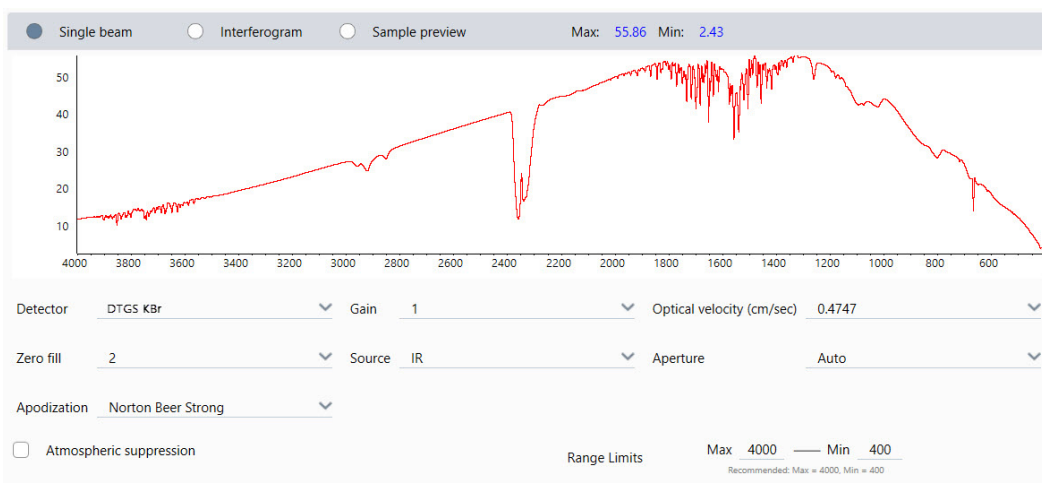 Single beam Interferogram Sample preview Max: 55.86 Min: 2.43
50
40
30
20
10
4000 3800 3600 3400 3200 3000 2800 2600 2400 2200 2000 1800 1600 1400 1200 1000 800 600
Detector DTGS KBr Gain 1 Optical velocity (cm/sec) 0.4747
Zero fill 2 Source IR Aperture Auto
Apodization Norton Beer Strong
Atmospheric suppression Range Limits Max 4000 — Min 400
Recommended: Max = 4000, Min = 400